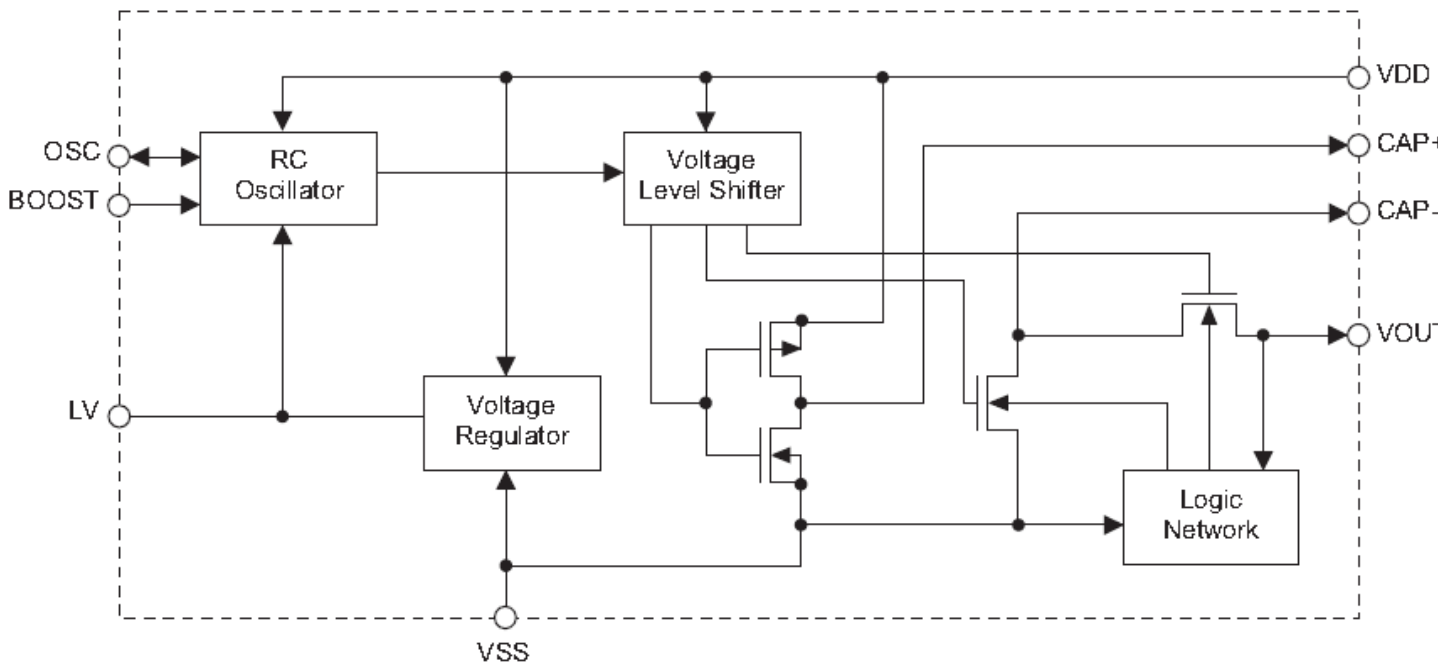 VDD
CAP+
CAP-
VOUT
OSC
BOOST
LV
VSS
RC
Oscillator
Voltage
Level Shifter
Voltage
Regulator
Logic
Network